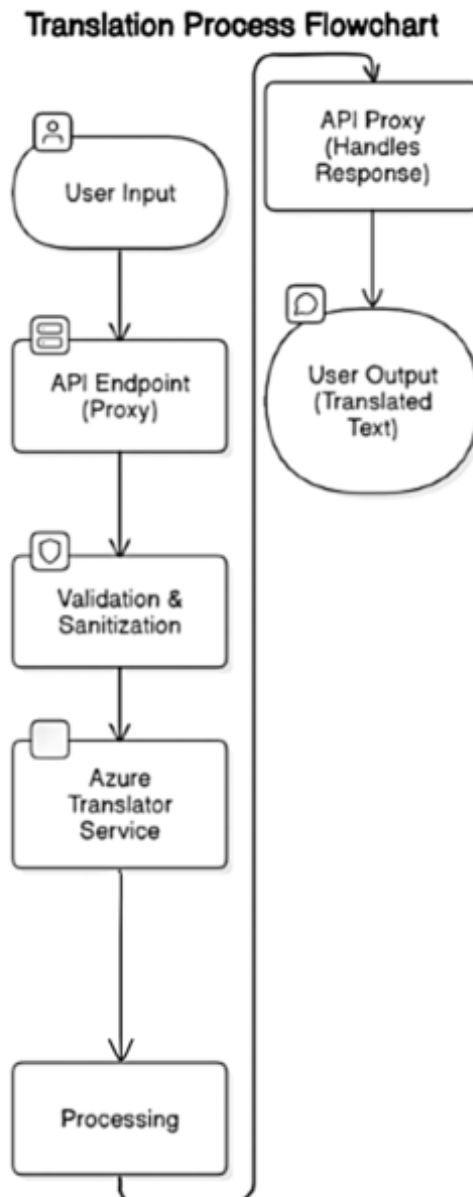 Translation Process Flowchart
User Input
API Endpoint
(Proxy)
Validation &
Sanitization
Azure
Translator
Service
Processing
API Proxy
(Handles
Response)
User Output
(Translated
Text)